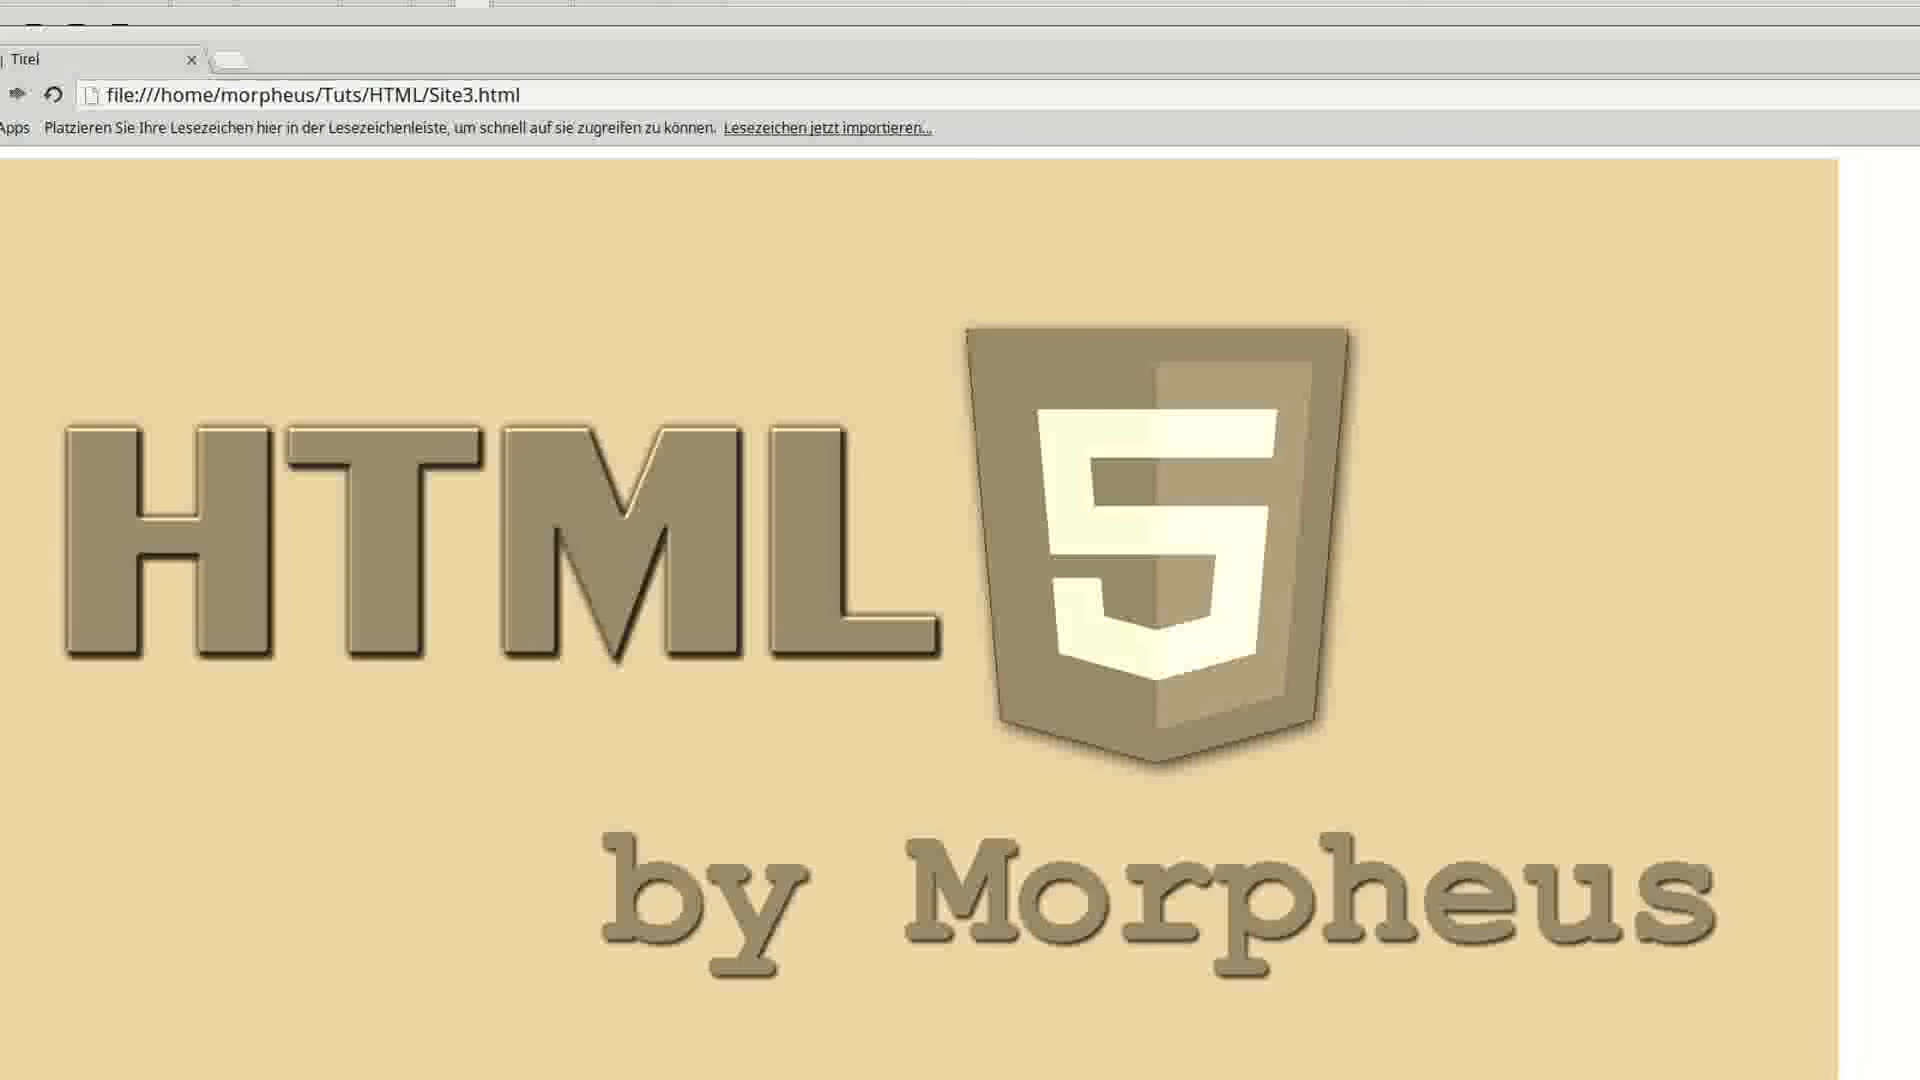 Titel
file:///home/morpheus/Tuts/HTML/Site3.html
Apps Platzieren Sie Ihre Lesezeichen hier in der Lesezeichenleiste, um schnell auf sie zugreifen zu können. Lesezeichen jetzt importieren...
HTML 5
by Morpheus